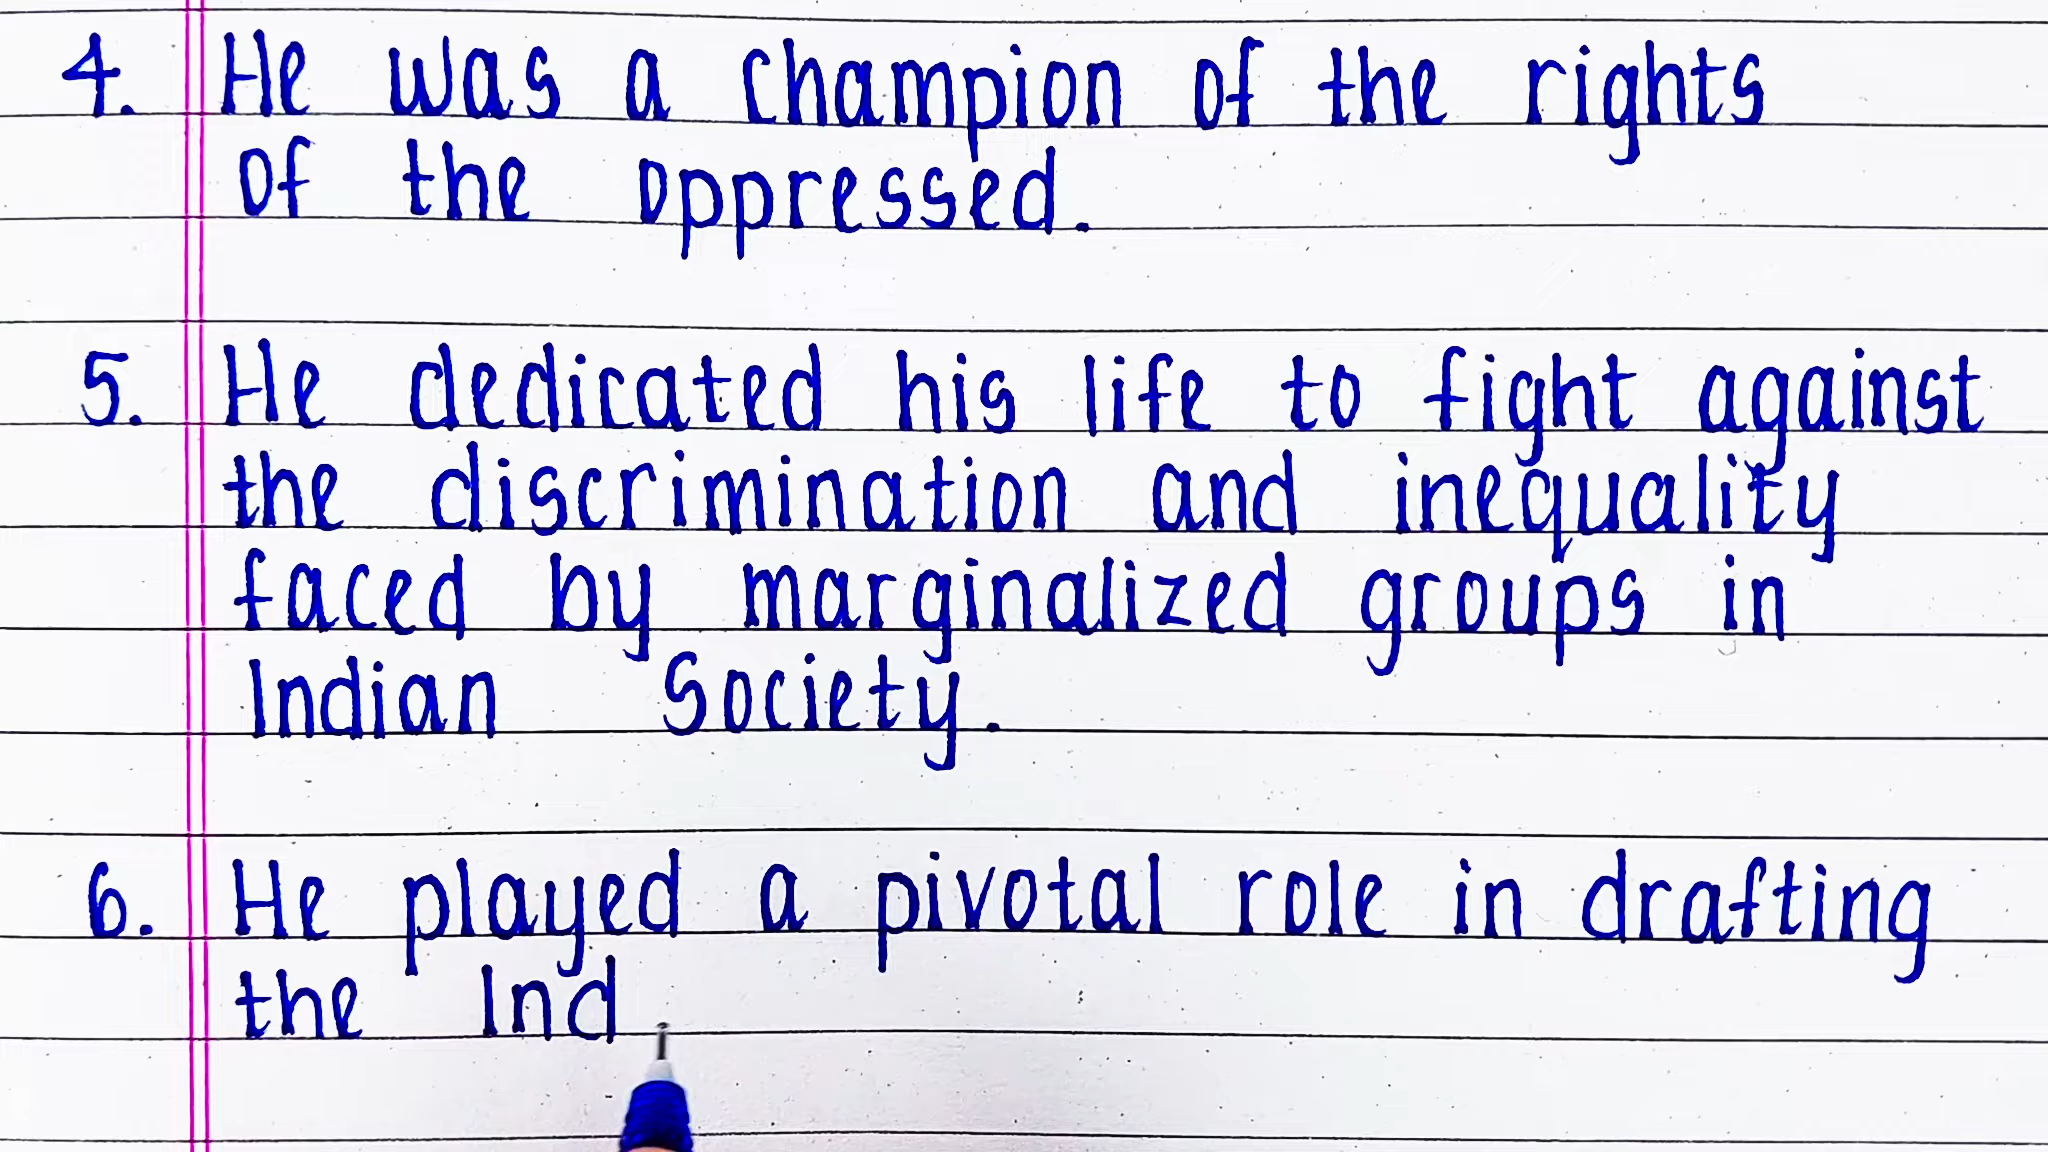 4. He was a champion of the rights
of the oppressed.
5. He dedicated his life to fight against
the discrimination and inequality
faced by marginalized groups in
Indian Society.
6. He played a pivotal role in drafting
the Ind